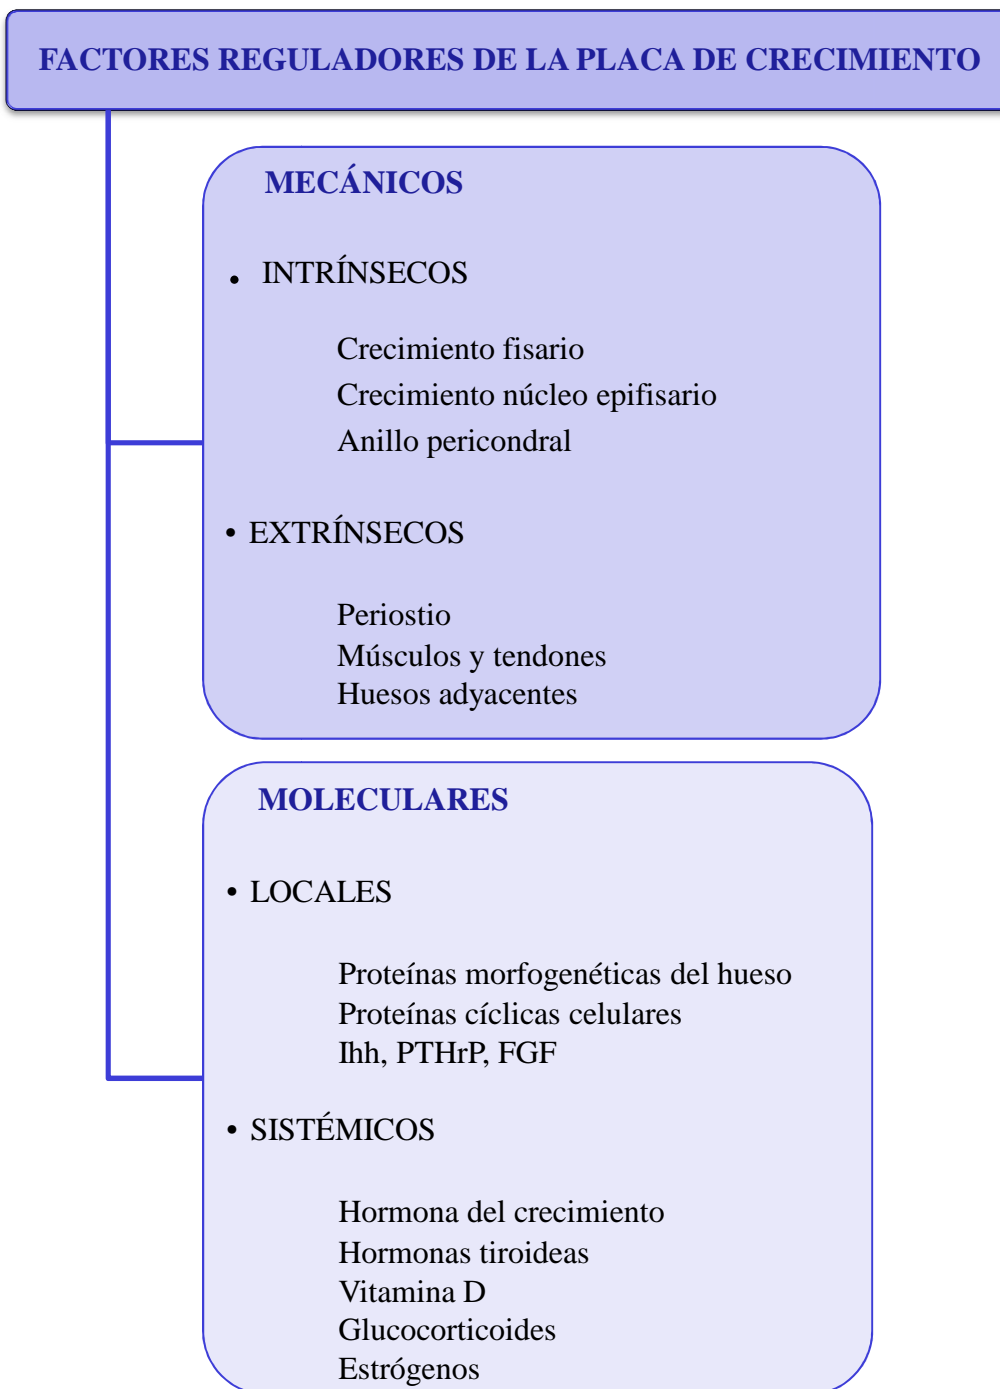 FACTORES REGULADORES DE LA PLACA DE CRECIMIENTO
MECÁNICOS
• INTRÍNSECOS
Crecimiento fisario
Crecimiento núcleo epifisario
Anillo pericondral
• EXTRÍNSECOS
Periostio
Músculos y tendones
Huesos adyacentes
MOLECULARES
• LOCALES
Proteínas morfogenéticas del hueso
Proteínas cíclicas celulares
Ihh, PTHrP, FGF
• SISTÉMICOS
Hormona del crecimiento
Hormonas tiroideas
Vitamina D
Glucocorticoides
Estrógenos